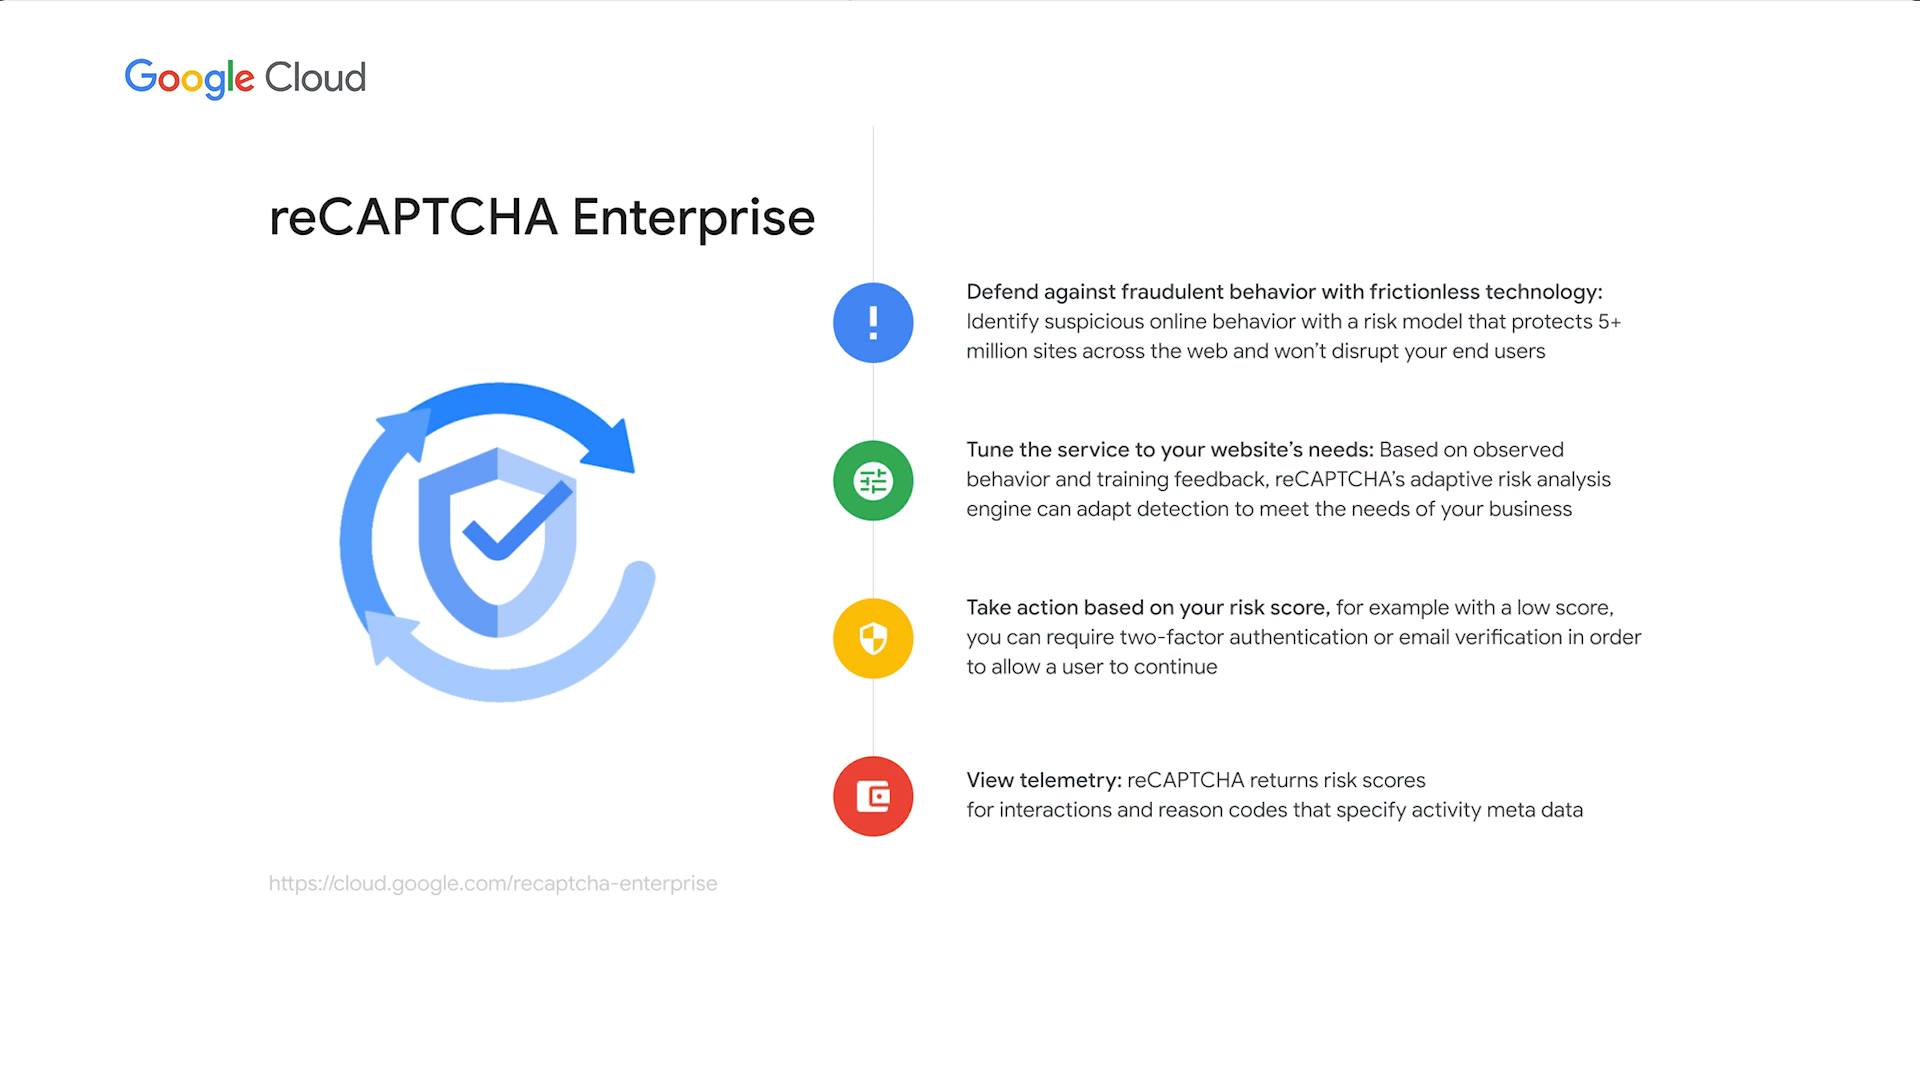 Google Cloud
reCAPTCHA Enterprise
Defend against fraudulent behavior with frictionless technology:
Identify suspicious online behavior with a risk model that protects 5+
million sites across the web and won’t disrupt your end users
Tune the service to your website’s needs: Based on observed
behavior and training feedback, reCAPTCHA’s adaptive risk analysis
engine can adapt detection to meet the needs of your business
Take action based on your risk score, for example with a low score,
you can require two-factor authentication or email verification in order
to allow a user to continue
View telemetry: reCAPTCHA returns risk scores
for interactions and reason codes that specify activity meta data
https://cloud.google.com/recaptcha-enterprise